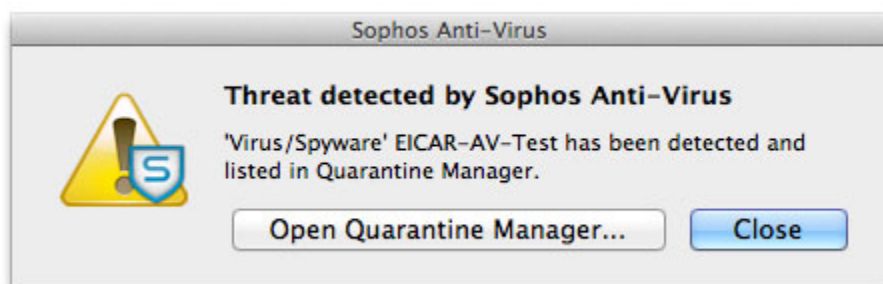 Sophos Anti-Virus
Threat detected by Sophos Anti-Virus
'Virus/Spyware' EICAR-AV-Test has been detected and
listed in Quarantine Manager.
Open Quarantine Manager... Close